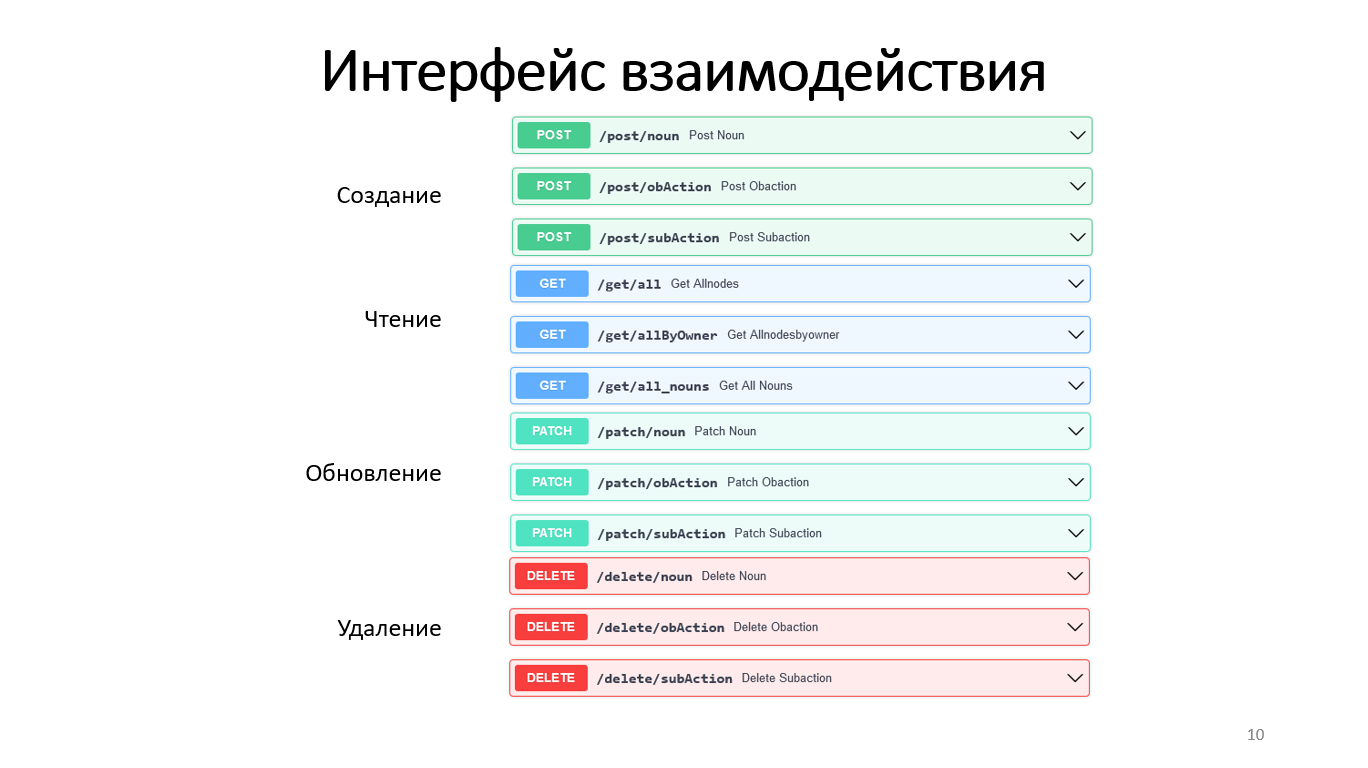 Интерфейс взаимодействия
Создание
POST /post/noun Post Noun
POST /post/obAction Post Obaction
POST /post/subAction Post Subaction
Чтение
GET /get/all Get Allnodes
GET /get/allByOwner Get Allnodesbyowner
GET /get/all_nouns Get All Nouns
Обновление
PATCH /patch/noun Patch Noun
PATCH /patch/obAction Patch Obaction
PATCH /patch/subAction Patch Subaction
Удаление
DELETE /delete/noun Delete Noun
DELETE /delete/obAction Delete Obaction
DELETE /delete/subAction Delete Subaction
10